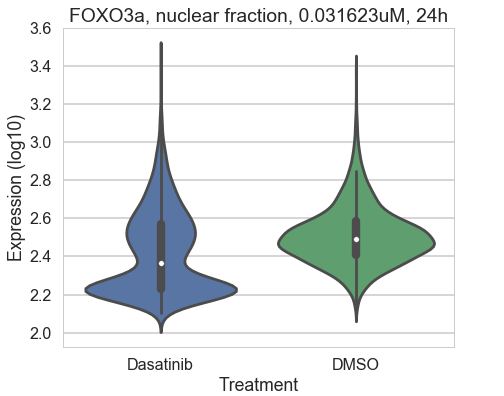 FOXO3a, nuclear fraction, 0.031623uM, 24h
Expression (log10)
3.6
3.4
3.2
3.0
2.8
2.6
2.4
2.2
2.0
Dasatinib
DMSO
Treatment